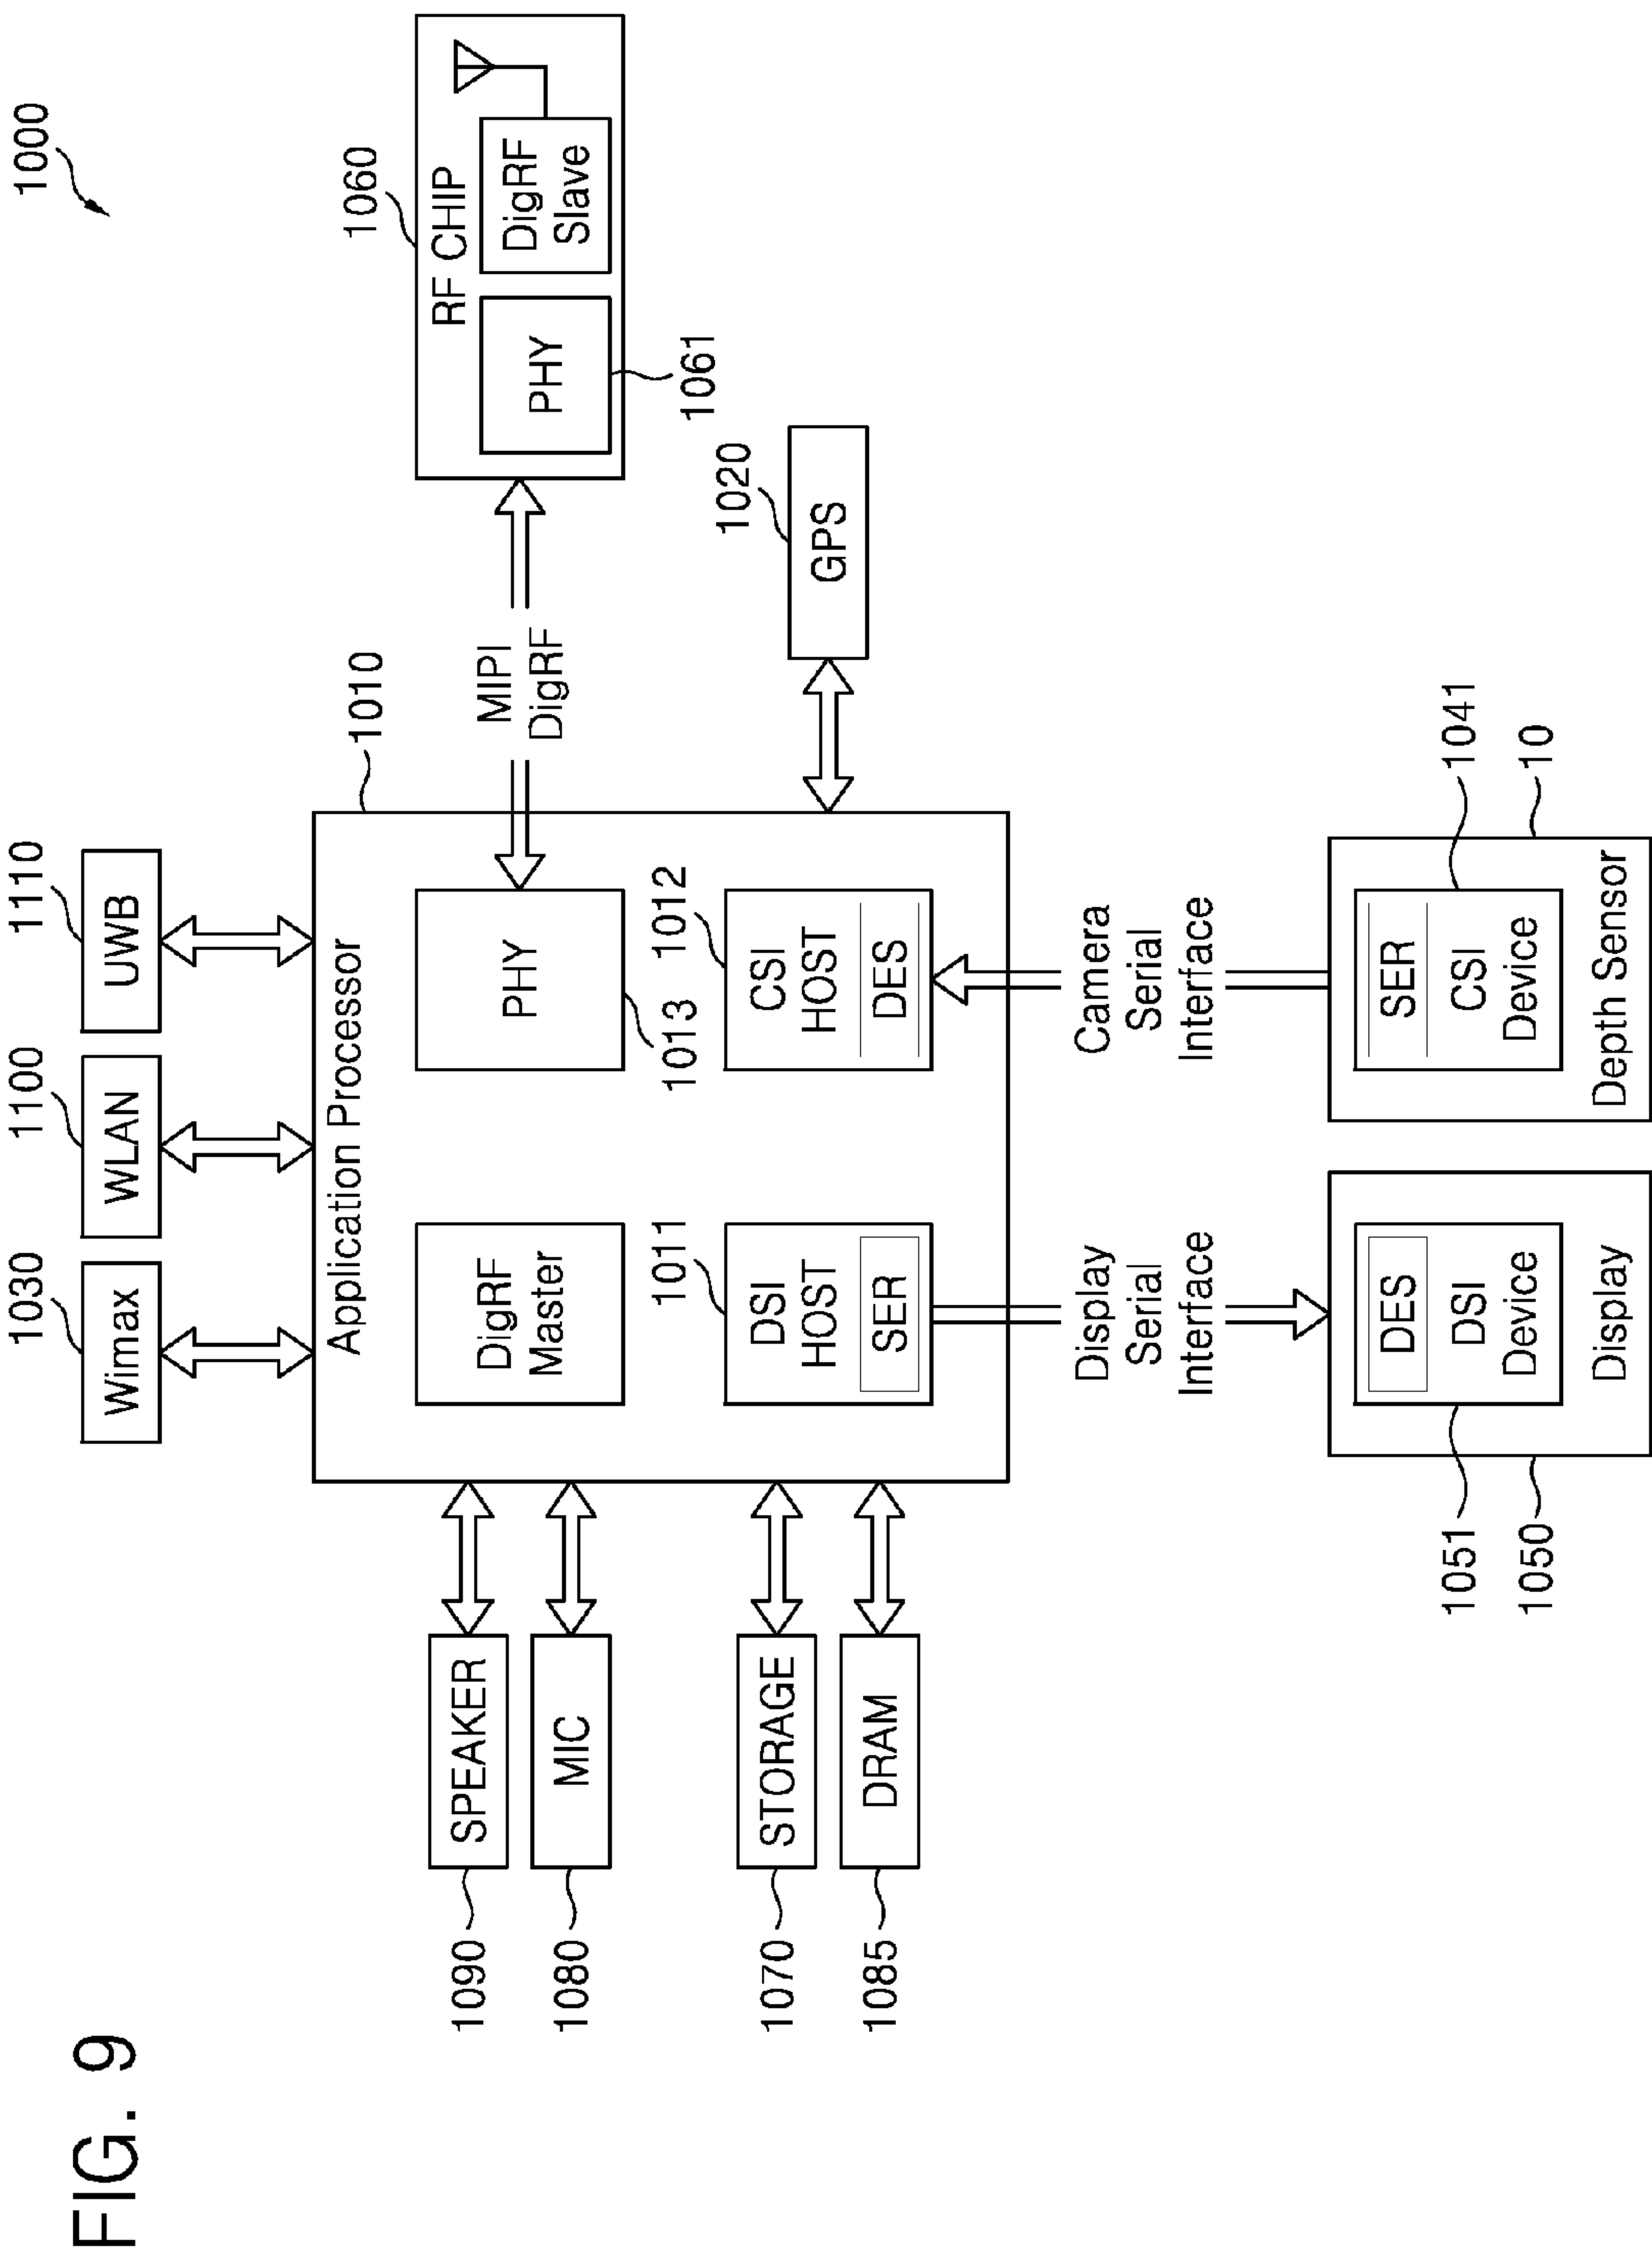 FIG. 9
1000
1030
1100
1110
Wimax
WLAN
UWB
1010
Application Processor
1060
RF CHIP
1090
SPEAKER
DigRF
Master
PHY
1013
MIPI
DigRF
PHY
1061
DigRF
Slave
1080
MIC
1070
STORAGE
1011
DSI
HOST
SER
1012
CSI
HOST
DES
1020
GPS
1085
DRAM
Display
Serial
Interface
Camera
Serial
Interface
1051
DES
DSI
Device
1050
Display
SER
CSI
Device
1041
Depth Sensor
10